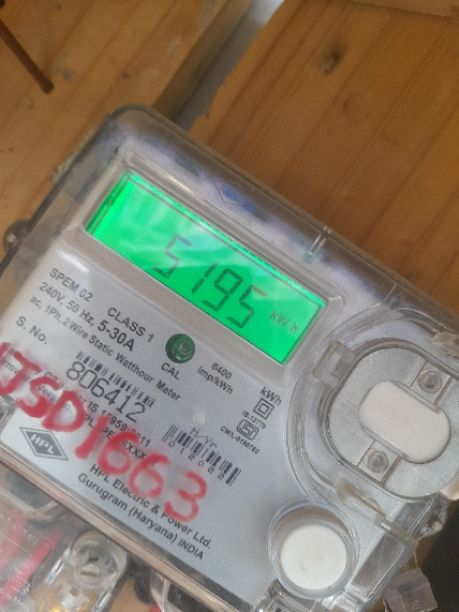 5195 kWh
SPEM 02 CLASS 1
240V, 50 Hz, 5-30A
ac, 1Ph, 2 Wire Static Watthour Meter
CAL
6400
imp/kWh
kWh
S. No.
806412
JSD1663
HPL
HPL Electric & Power Ltd.
Gurugram (Haryana) INDIA